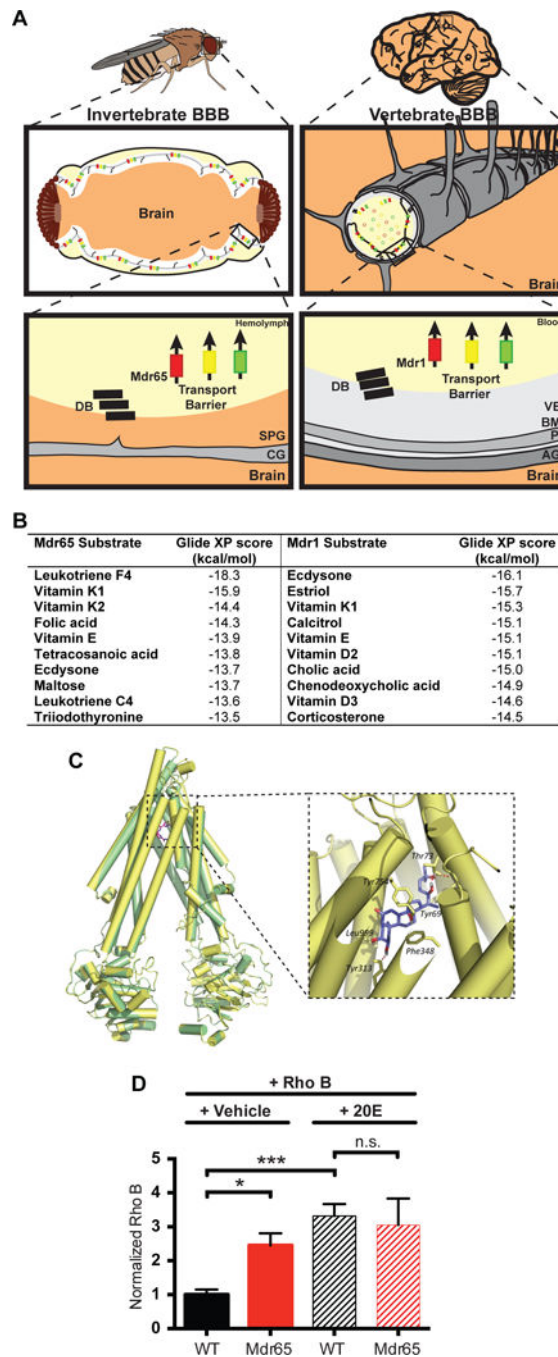 A
Invertebrate BBB
Vertebrate BBB
Brain
Brain
Hemolymph
Mdr65
Transport
Barrier
DB
SPG
CG
Brain
Blood
Mdr1
Transport
Barrier
DB
VE
BM
P
AG
Brain
B
Mdr65 Substrate Glide XP score (kcal/mol) Mdr1 Substrate Glide XP score (kcal/mol)
Leukotriene F4 -18.3 Ecdysone -16.1
Vitamin K1 -15.9 Estriol -15.7
Vitamin K2 -14.4 Vitamin K1 -15.3
Folic acid -14.3 Calcitrol -15.1
Vitamin E -13.9 Vitamin E -15.1
Tetracosanoic acid -13.8 Vitamin D2 -15.1
Ecdysone -13.7 Cholic acid -15.0
Maltose -13.7 Chenodeoxycholic acid -14.9
Leukotriene C4 -13.6 Vitamin D3 -14.6
Triiodothyronine -13.5 Corticosterone -14.5
C
Thr73
Tyr69
Phe348
Tyr313
D
+ Rho B
+ Vehicle
+ 20E
n.s.
***
*
Normalized Rho B
5
4
3
2
1
0
WT
Mdr65
WT
Mdr65